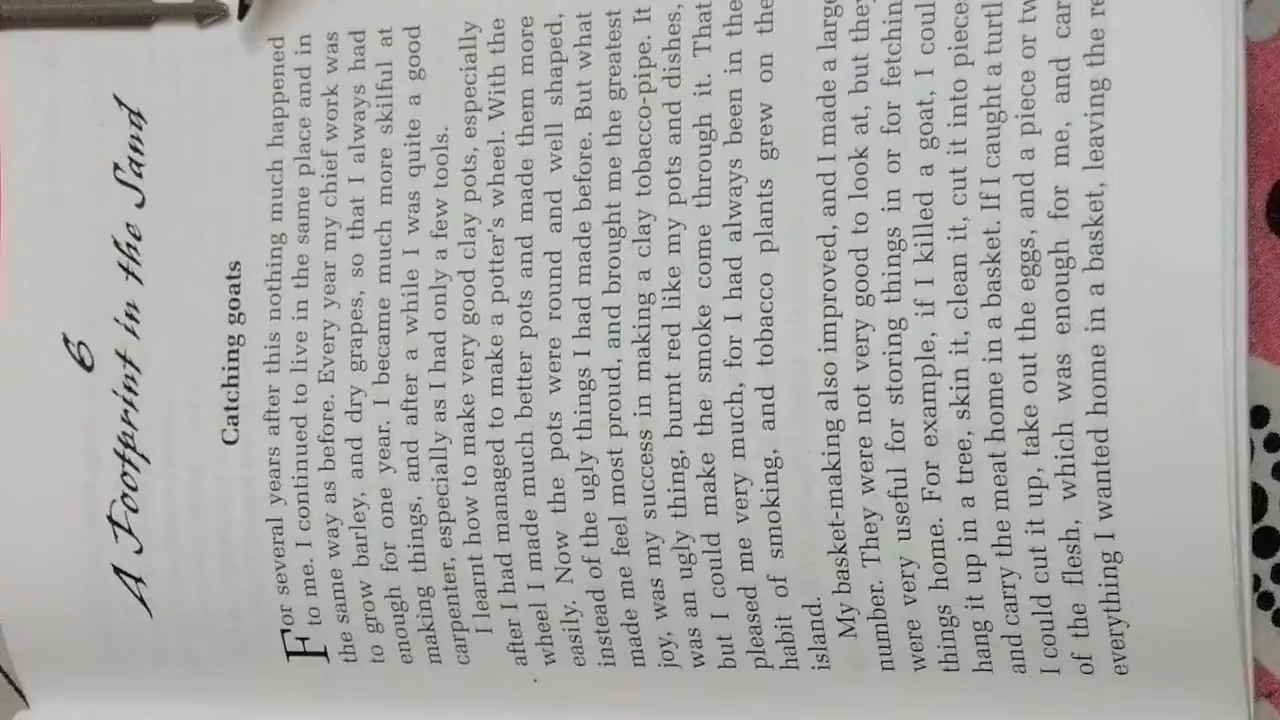 6
A Footprint in the Sand
Catching goats
For several years after this nothing much happened
to me. I continued to live in the same place and in
the same way as before. Every year my chief work was
to grow barley, and dry grapes, so that I always had
enough for one year. I became much more skilful at
making things, and after a while I was quite a good
carpenter, especially as I had only a few tools.
I learnt how to make very good clay pots, especially
after I had managed to make a potter's wheel. With the
wheel I made much better pots and made them more
easily. Now the pots were round and well shaped,
instead of the ugly things I had made before. But what
made me feel most proud, and brought me the greatest
joy, was my success in making a clay tobacco-pipe. It
was an ugly thing, burnt red like my pots and dishes,
but I could make the smoke come through it. That
pleased me very much, for I had always been in the
habit of smoking, and tobacco plants grew on the
island.
My basket-making also improved, and I made a large
number. They were not very good to look at, but they
were very useful for storing things in or for fetchin
things home. For example, if I killed a goat, I coul
hang it up in a tree, skin it, clean it, cut it into piece
and carry the meat home in a basket. If I caught a turtl
I could cut it up, take out the eggs, and a piece or tw
of the flesh, which was enough for me, and car
everything I wanted home in a basket, leaving the re